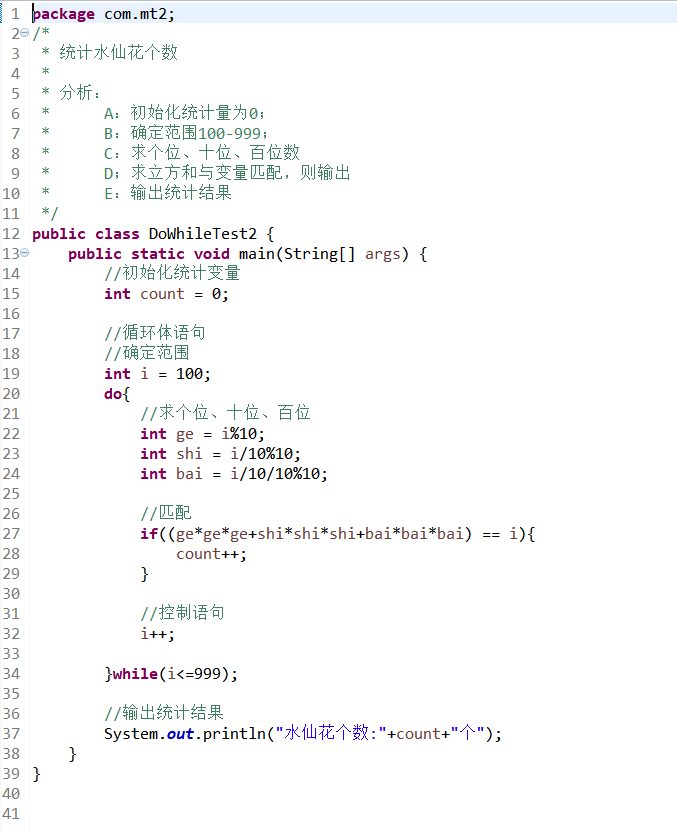 1 package com.mt2;
2 /*
3  * 统计水仙花个数
4  *
5  * 分析：
6  *      A：初始化统计量为0；
7  *      B：确定范围100-999；
8  *      C：求个位、十位、百位数
9  *      D；求立方和与变量匹配，则输出
10  *      E：输出统计结果
11  */
12 public class DoWhileTest2 {
13     public static void main(String[] args) {
14         //初始化统计变量
15         int count = 0;
16
17         //循环体语句
18         //确定范围
19         int i = 100;
20         do{
21             //求个位、十位、百位
22             int ge = i%10;
23             int shi = i/10%10;
24             int bai = i/10/10%10;
25
26             //匹配
27             if((ge*ge*ge+shi*shi*shi+bai*bai*bai) == i){
28                 count++;
29             }
30
31             //控制语句
32             i++;
33
34         }while(i<=999);
35
36         //输出统计结果
37         System.out.println("水仙花个数:"+count+"个");
38     }
39 }
40
41